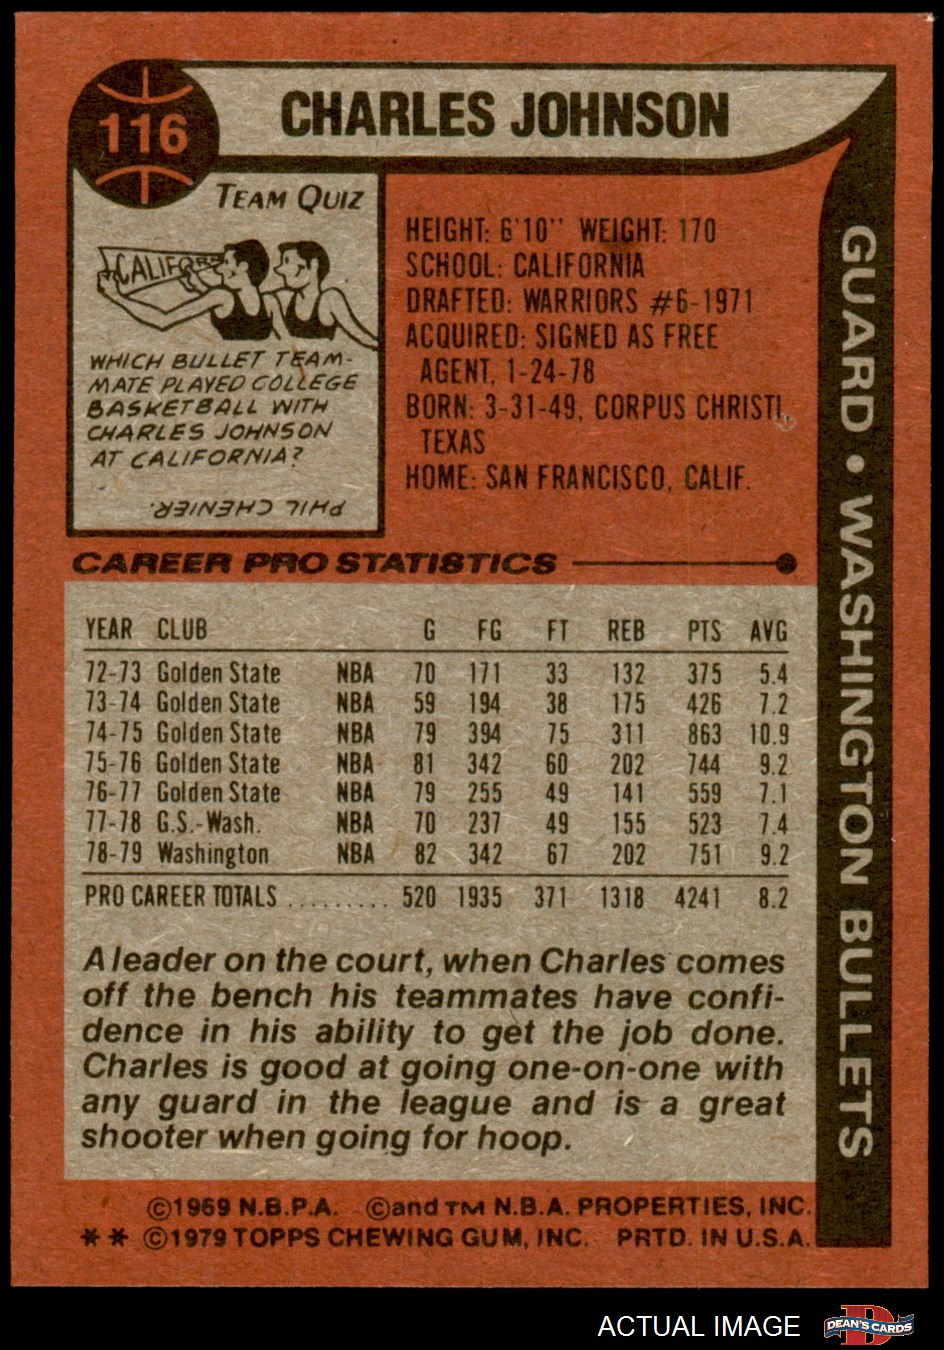 116
CHARLES JOHNSON
TEAM QUIZ
CALIFOR
WHICH BULLET TEAM-
MATE PLAYED COLLEGE
BASKETBALL WITH
CHARLES JOHNSON
AT CALIFORNIA?
PHIL CHENIER.
HEIGHT: 6'10" WEIGHT: 170
SCHOOL: CALIFORNIA
DRAFTED: WARRIORS #6-1971
ACQUIRED: SIGNED AS FREE
AGENT, 1-24-78
BORN: 3-31-49, CORPUS CHRISTI,
TEXAS
HOME: SAN FRANCISCO, CALIF.
GUARD • WASHINGTON BULLETS
CAREER PRO STATISTICS
YEAR CLUB G FG FT REB PTS AVG
72-73 Golden State NBA 70 171 33 132 375 5.4
73-74 Golden State NBA 59 194 38 175 426 7.2
74-75 Golden State NBA 79 394 75 311 863 10.9
75-76 Golden State NBA 81 342 60 202 744 9.2
76-77 Golden State NBA 79 255 49 141 559 7.1
77-78 G.S.-Wash. NBA 70 237 49 155 523 7.4
78-79 Washington NBA 82 342 67 202 751 9.2
PRO CAREER TOTALS ......... 520 1935 371 1318 4241 8.2
A leader on the court, when Charles comes
off the bench his teammates have confi-
dence in his ability to get the job done.
Charles is good at going one-on-one with
any guard in the league and is a great
shooter when going for hoop.
©1969 N.B.P.A. ©and TM N.B.A. PROPERTIES, INC.
** ©1979 TOPPS CHEWING GUM, INC. PRTD. IN U.S.A.
ACTUAL IMAGE
D
DEAN'S CARDS